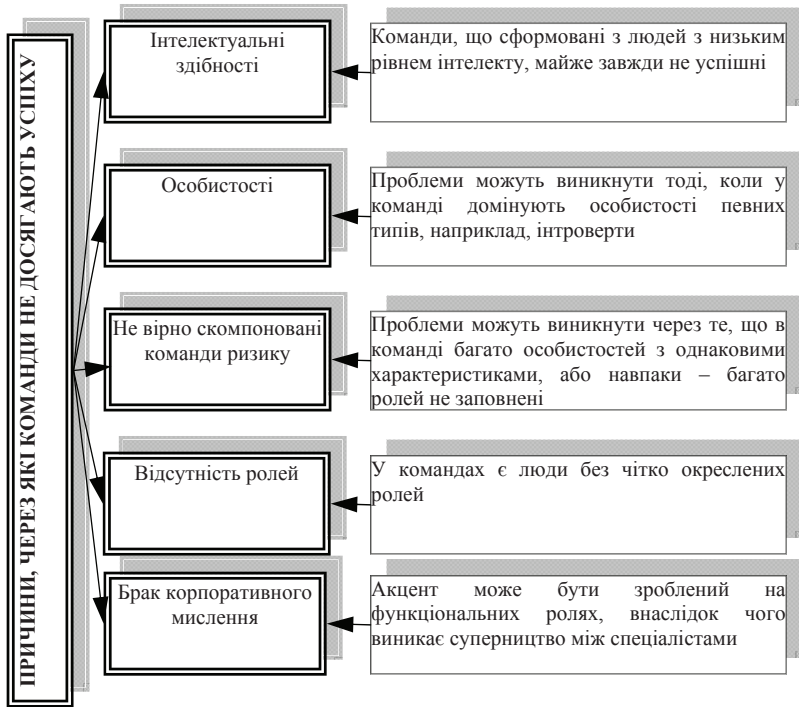 ПРИЧИНИ, ЧЕРЕЗ ЯКІ КОМАНДИ НЕ ДОСЯГАЮТЬ УСПІХУ
Інтелектуальні
здібності
Команди, що сформовані з людей з низьким
рівнем інтелекту, майже завжди не успішні
Особистості
Проблеми можуть виникнути тоді, коли у
команді домінують особистості певних
типів, наприклад, інтроверти
Не вірно скомпоновані
команди ризику
Проблеми можуть виникнути через те, що в
команді багато особистостей з однаковими
характеристиками, або навпаки – багато
ролей не заповнені
Відсутність ролей
У командах є люди без чітко окреслених
ролей
Брак корпоративного
мислення
Акцент може бути зроблений на
функціональних ролях, внаслідок чого
виникає суперництво між спеціалістами